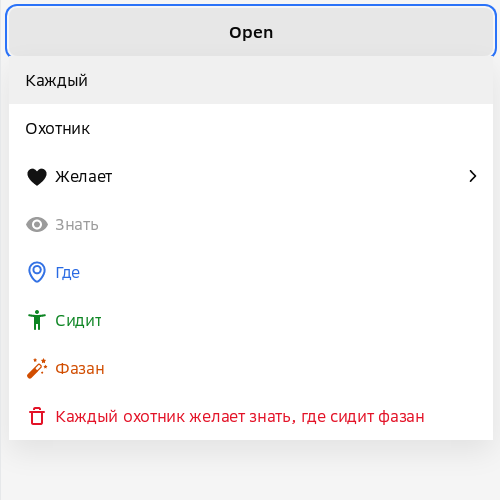 Open
Каждый
Охотник
Желает
Знать
Где
Сидит
Фазан
Каждый охотник желает знать, где сидит фазан